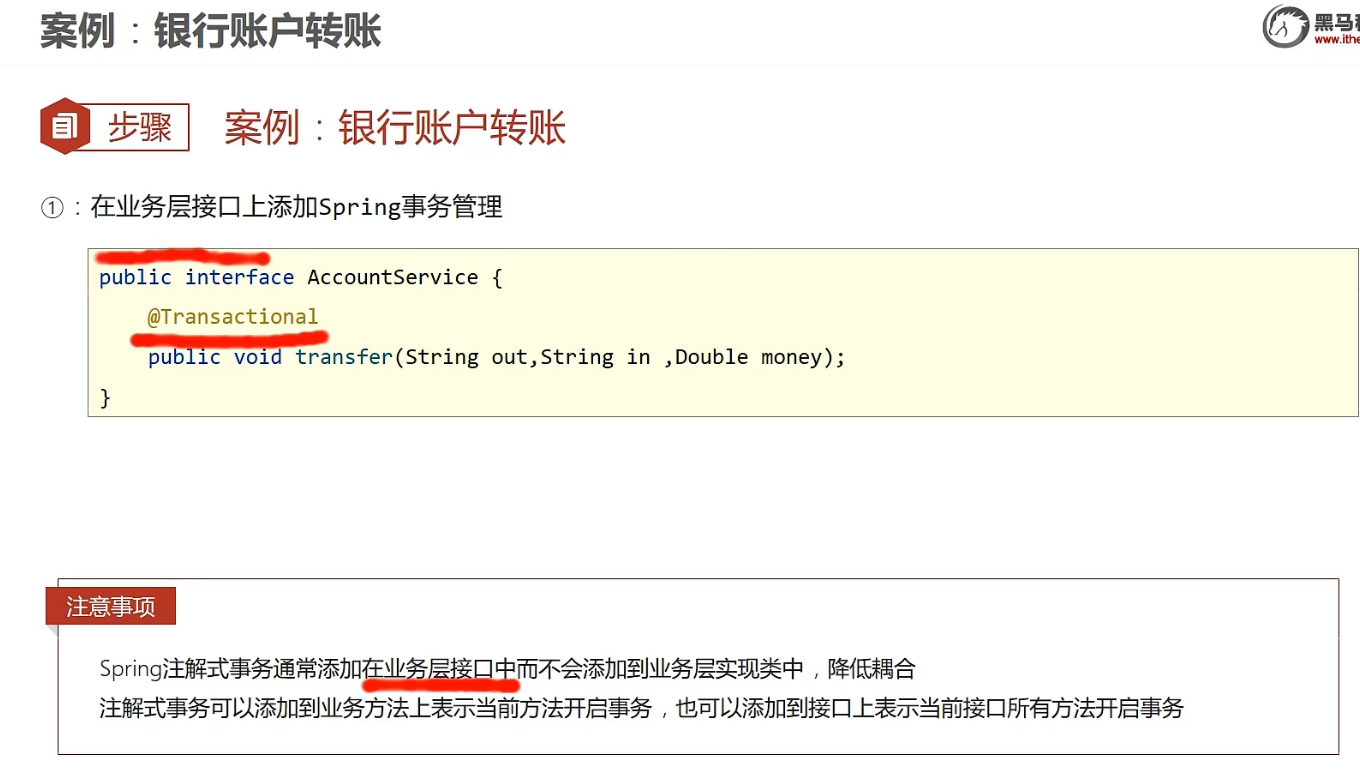 案例：银行账户转账
黑马
www.ithe
步骤
案例：银行账户转账
①：在业务层接口上添加Spring事务管理
public interface AccountService {
@Transactional
public void transfer(String out,String in ,Double money);
}
注意事项
Spring注解式事务通常添加在业务层接口中而不会添加到业务层实现类中，降低耦合
注解式事务可以添加到业务方法上表示当前方法开启事务，也可以添加到接口上表示当前接口所有方法开启事务